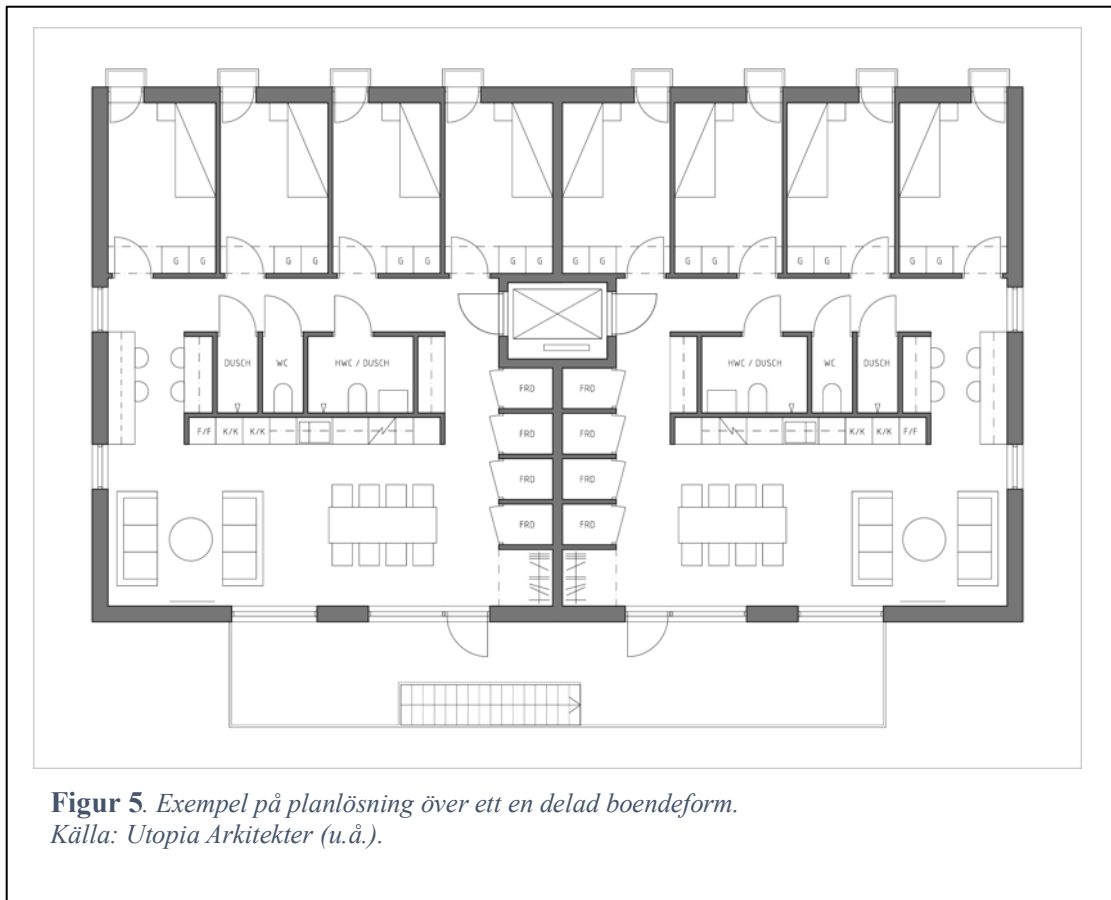 G G G G G G G G G G G G G G G G
DUSCH WC HWC / DUSCH HWC / DUSCH WC DUSCH
FRD FRD
F/F K/K K/K K/K K/K F/F
FRD FRD
FRD FRD
FRD FRD
Figur 5. Exempel på planlösning över ett en delad boendeform.
Källa: Utopia Arkitekter (u.å.).